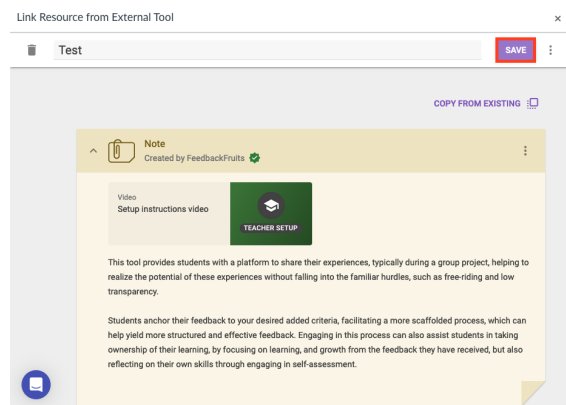 Link Resource from External Tool
×
Test
SAVE
COPY FROM EXISTING
Note
Created by FeedbackFruits
Video
Setup instructions video
TEACHER SETUP
This tool provides students with a platform to share their experiences, typically during a group project, helping to
realize the potential of these experiences without falling into the familiar hurdles, such as free-riding and low
transparency.
Students anchor their feedback to your desired added criteria, facilitating a more scaffolded process, which can
help yield more structured and effective feedback. Engaging in this process can also assist students in taking
ownership of their learning, by focusing on learning, and growth from the feedback they have received, but also
reflecting on their own skills through engaging in self-assessment.